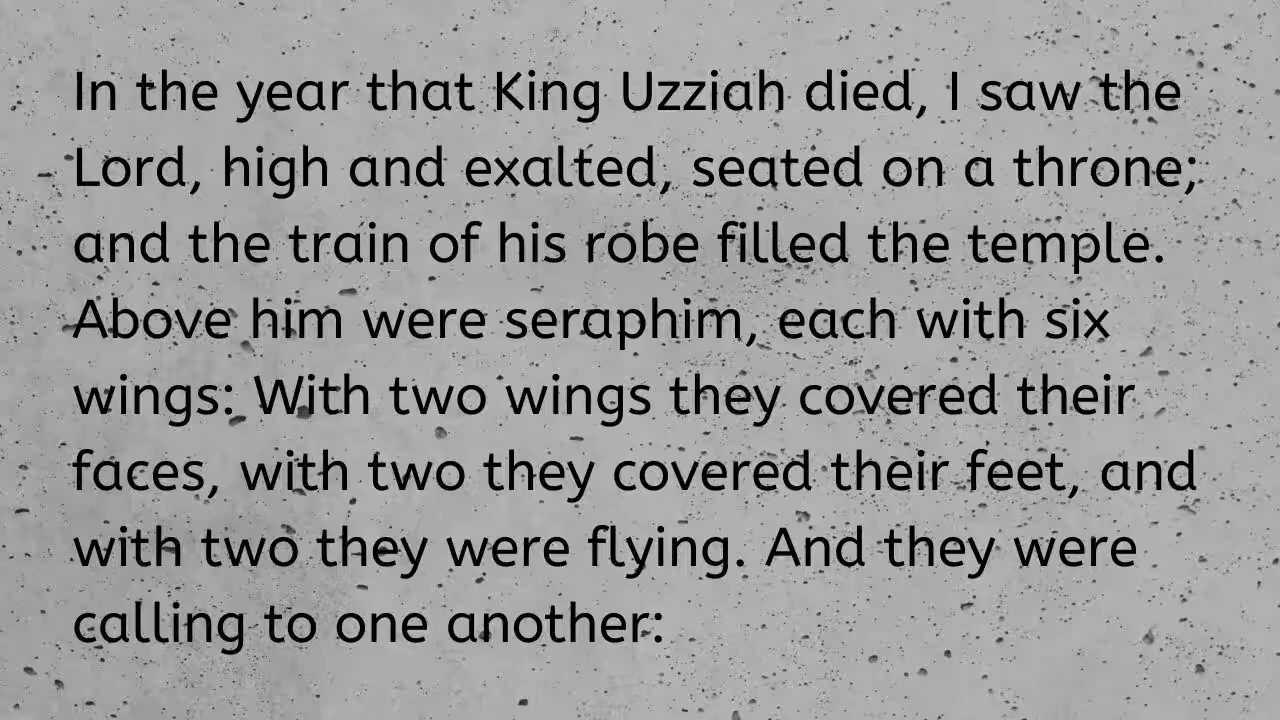 In the year that King Uzziah died, I saw the
Lord, high and exalted, seated on a throne;
and the train of his robe filled the temple.
Above him were seraphim, each with six
wings: With two wings they covered their
faces, with two they covered their feet, and
with two they were flying. And they were
calling to one another: